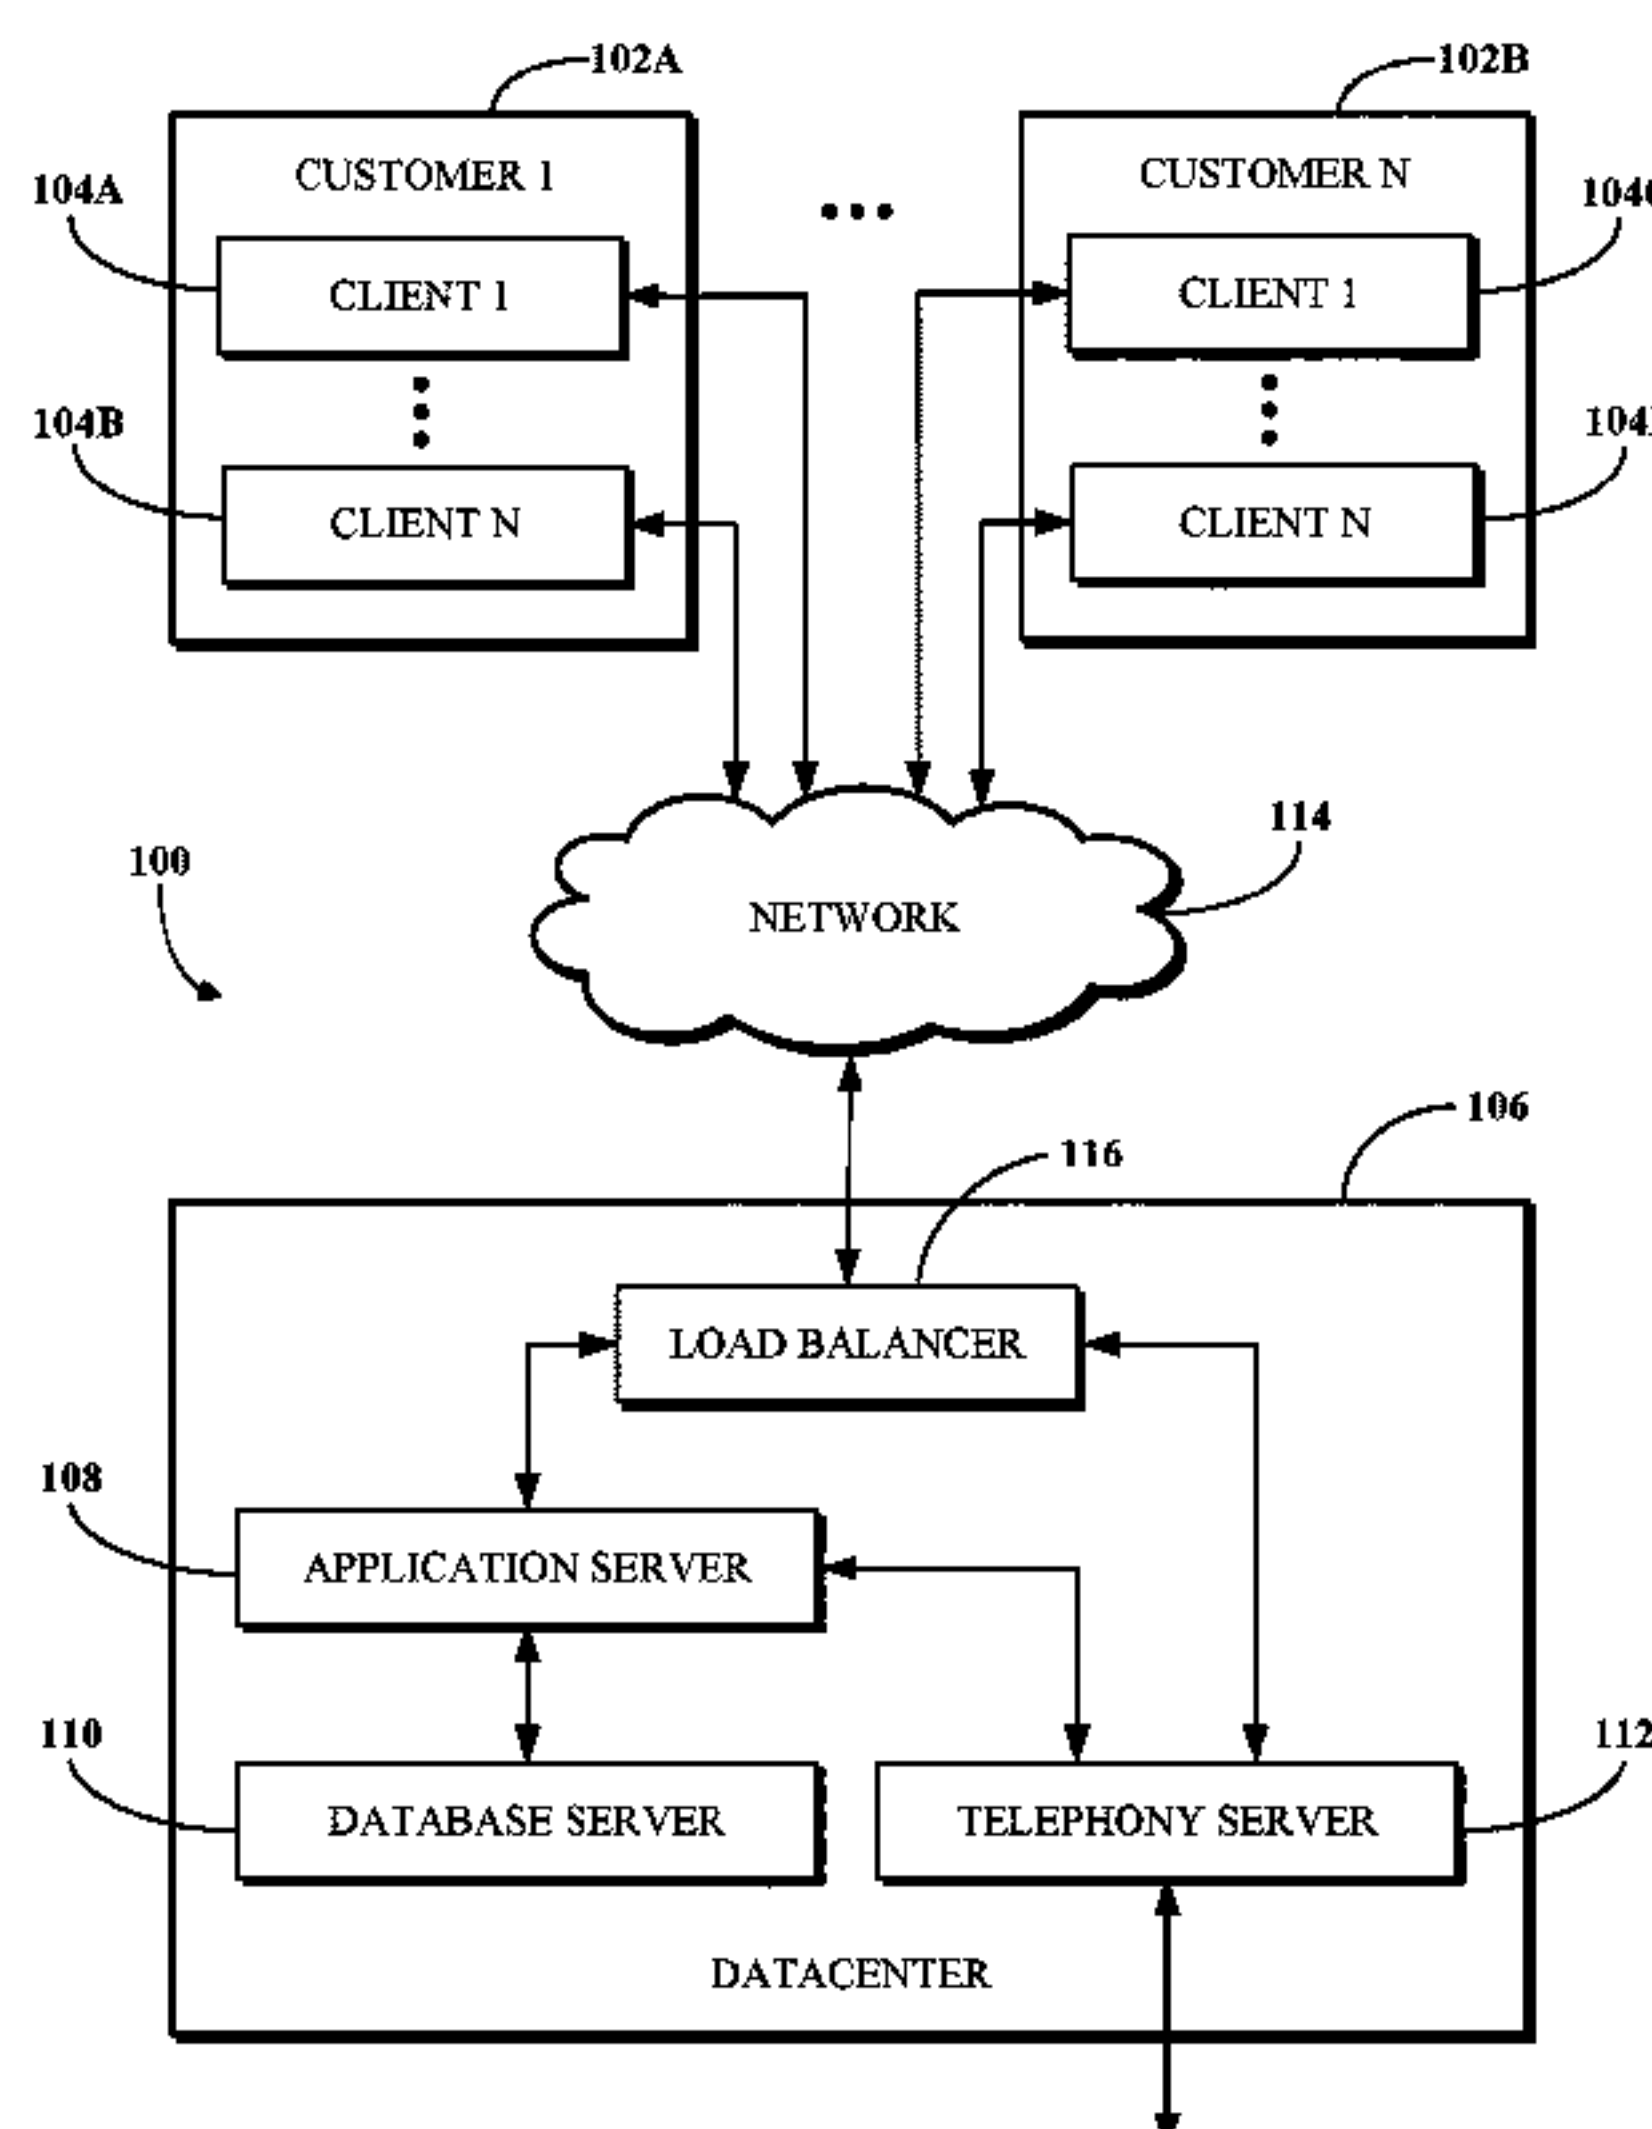 102A
102B
CUSTOMER 1
CUSTOMER N
104A
CLIENT 1
CLIENT 1
104B
CLIENT N
CLIENT N
114
100
NETWORK
106
116
LOAD BALANCER
108
APPLICATION SERVER
110
112
DATABASE SERVER
TELEPHONY SERVER
DATACENTER